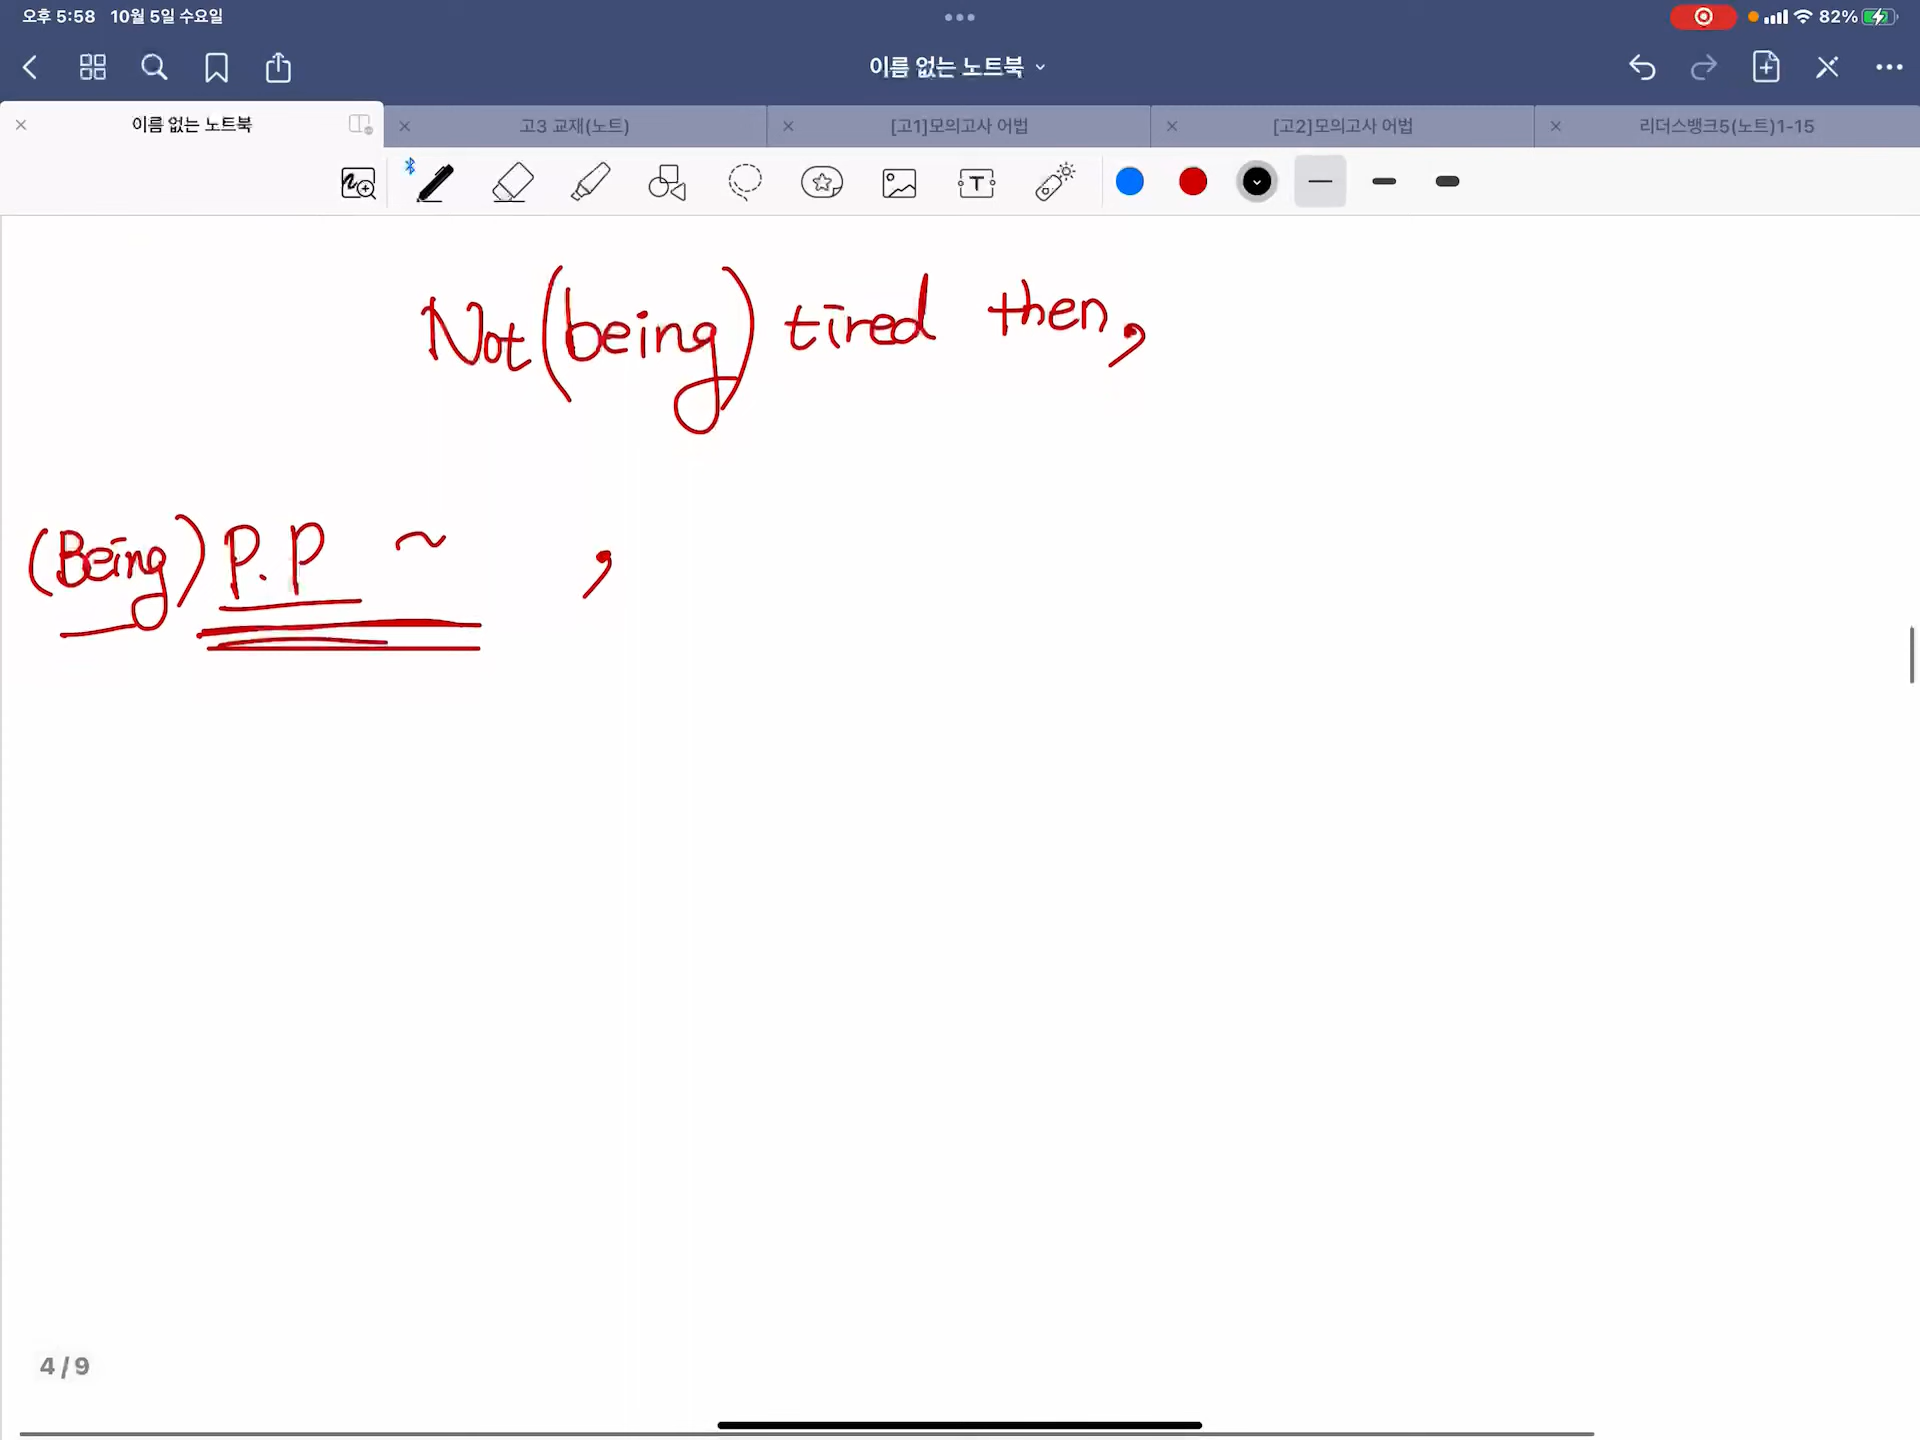 오후 5:58 10월 5일 수요일 82%
이름 없는 노트북
이름 없는 노트북 고3 교재(노트) [고1]모의고사 어법 [고2]모의고사 어법 리더스뱅크5(노트)1-15
Not (being) tired then,
(Being) P.P ~ ,
4 / 9